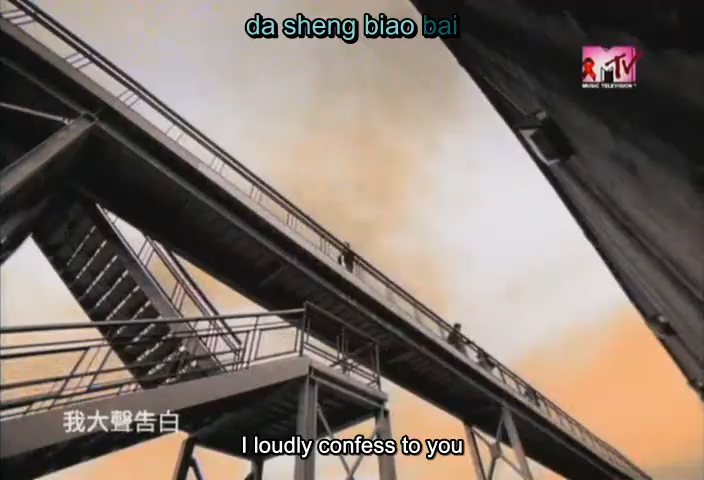 da sheng biao bai
MTV
MUSIC TELEVISION
我大聲告白
I loudly confess to you